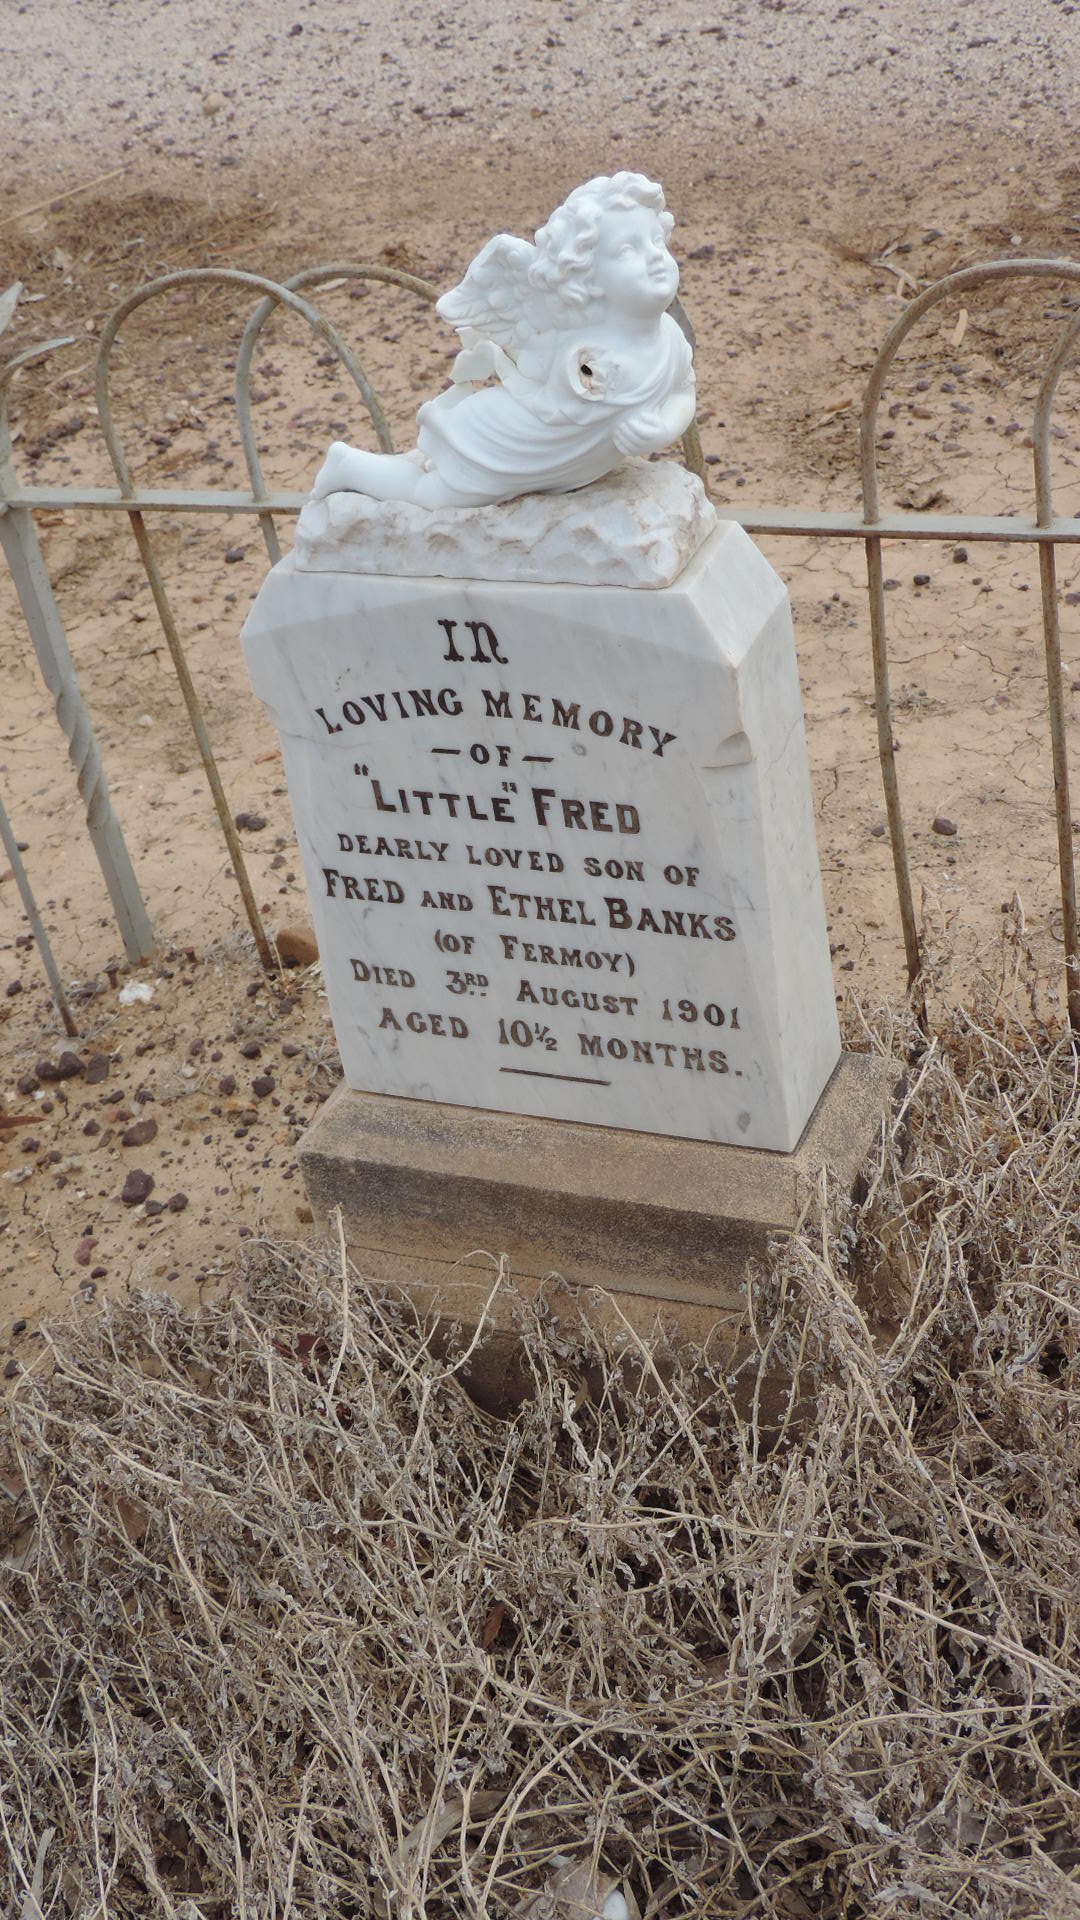 In
LOVING MEMORY
— OF —
"LITTLE" FRED
DEARLY LOVED SON OF
FRED AND ETHEL BANKS
(OF FERMOY)
DIED 3RD AUGUST 1901
AGED 10½ MONTHS.